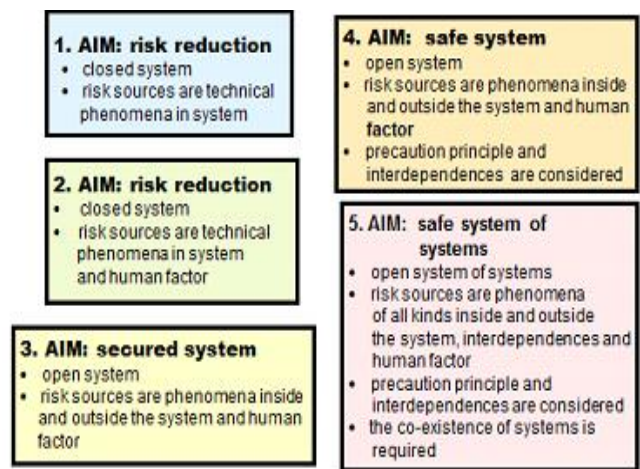 1. AIM: risk reduction
• closed system
• risk sources are technical
phenomena in system
2. AIM: risk reduction
• closed system
• risk sources are technical
phenomena in system
and human factor
3. AIM: secured system
• open system
• risk sources are phenomena inside
and outside the system and human
factor
4. AIM: safe system
• open system
• risk sources are phenomena inside
and outside the system and human
factor
• precaution principle and
interdependences are considered
5. AIM: safe system of
systems
• open system of systems
• risk sources are phenomena
of all kinds inside and outside
the system, interdependences and
human factor
• precaution principle and
interdependences are considered
• the co-existence of systems is
required